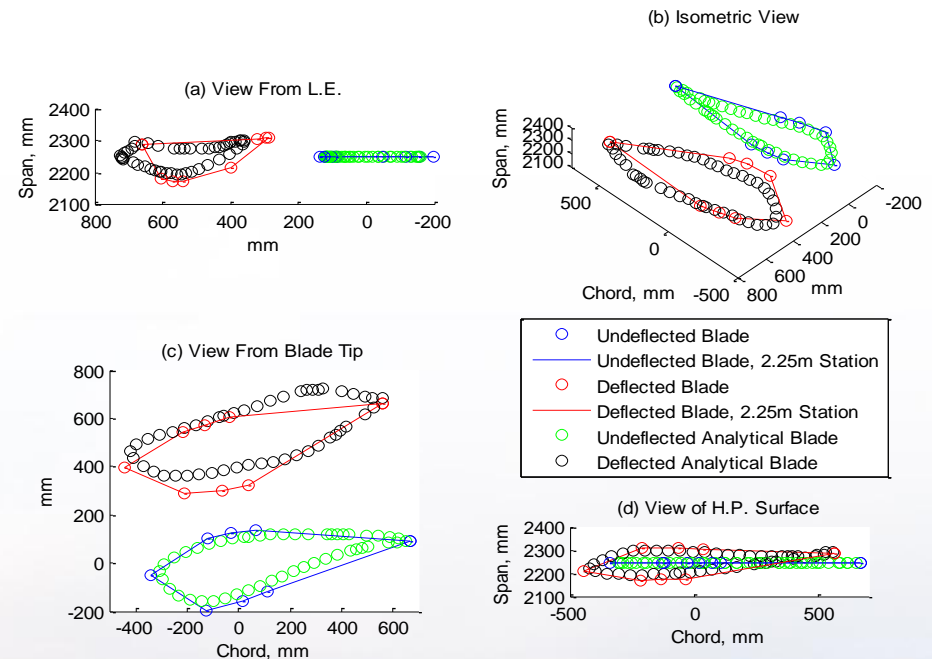 (b) Isometric View
(a) View From L.E.
2400
2300
2200
2100
Span, mm
800
600
400
200
0
-200
mm
2400
2300
2200
2100
Span, mm
500
0
-500
Chord, mm
800
600
400
200
0
-200
mm
(c) View From Blade Tip
800
600
400
200
0
-200
mm
-400
-200
0
200
400
600
Chord, mm
Undeflected Blade
Undeflected Blade, 2.25m Station
Deflected Blade
Deflected Blade, 2.25m Station
Undeflected Analytical Blade
Deflected Analytical Blade
(d) View of H.P. Surface
2400
2300
2200
2100
Span, mm
-500
0
500
Chord, mm